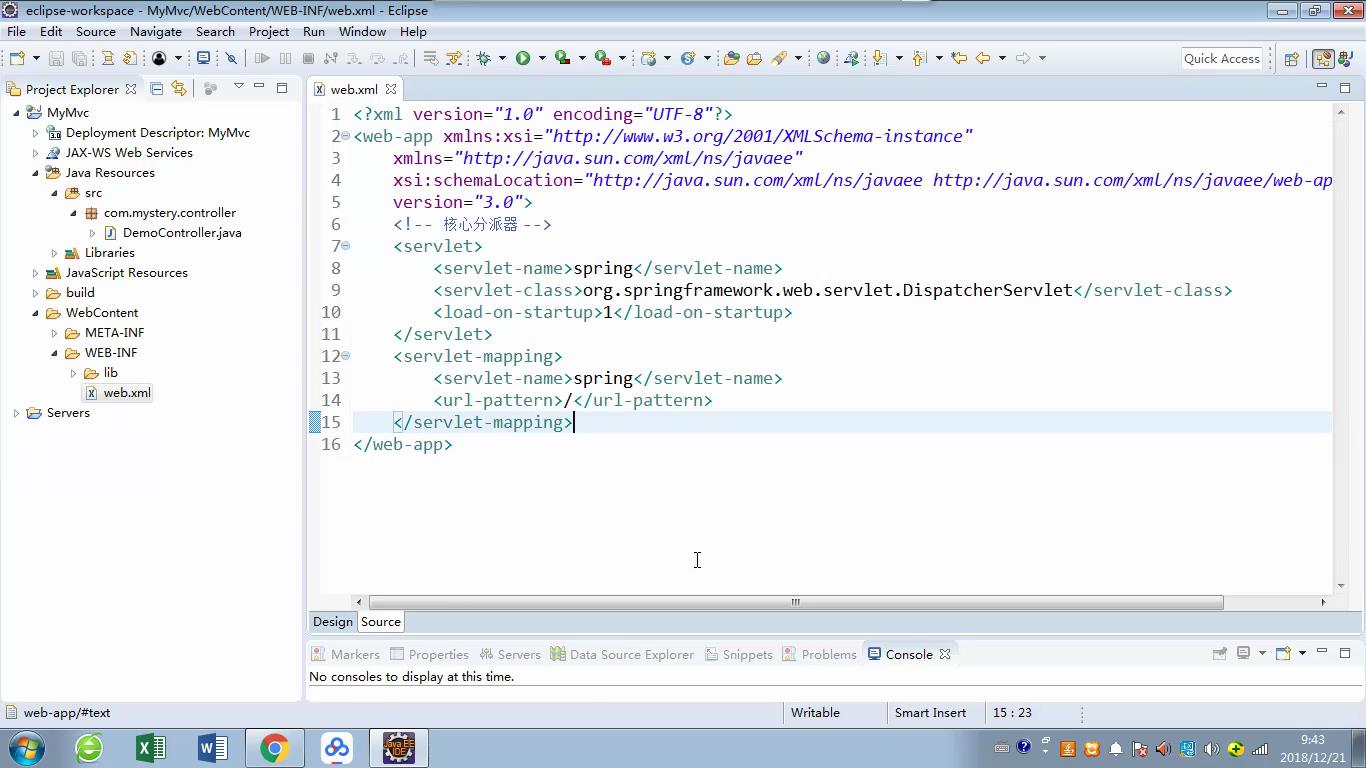 eclipse-workspace - MyMvc/WebContent/WEB-INF/web.xml - Eclipse
File Edit Source Navigate Search Project Run Window Help
Quick Access
Project Explorer
MyMvc
Deployment Descriptor: MyMvc
JAX-WS Web Services
Java Resources
src
com.mystery.controller
DemoController.java
Libraries
JavaScript Resources
build
WebContent
META-INF
WEB-INF
lib
web.xml
Servers
web.xml
1 <?xml version="1.0" encoding="UTF-8"?>
2 <web-app xmlns:xsi="http://www.w3.org/2001/XMLSchema-instance"
3 xmlns="http://java.sun.com/xml/ns/javaee"
4 xsi:schemaLocation="http://java.sun.com/xml/ns/javaee http://java.sun.com/xml/ns/javaee/web-ap
5 version="3.0">
6 <!-- 核心分派器 -->
7 <servlet>
8 <servlet-name>spring</servlet-name>
9 <servlet-class>org.springframework.web.servlet.DispatcherServlet</servlet-class>
10 <load-on-startup>1</load-on-startup>
11 </servlet>
12 <servlet-mapping>
13 <servlet-name>spring</servlet-name>
14 <url-pattern>/</url-pattern>
15 </servlet-mapping>
16 </web-app>
Design Source
Markers Properties Servers Data Source Explorer Snippets Problems Console
No consoles to display at this time.
web-app/#text Writable Smart Insert 15 : 23
Java EE IDE
9:43
2018/12/21